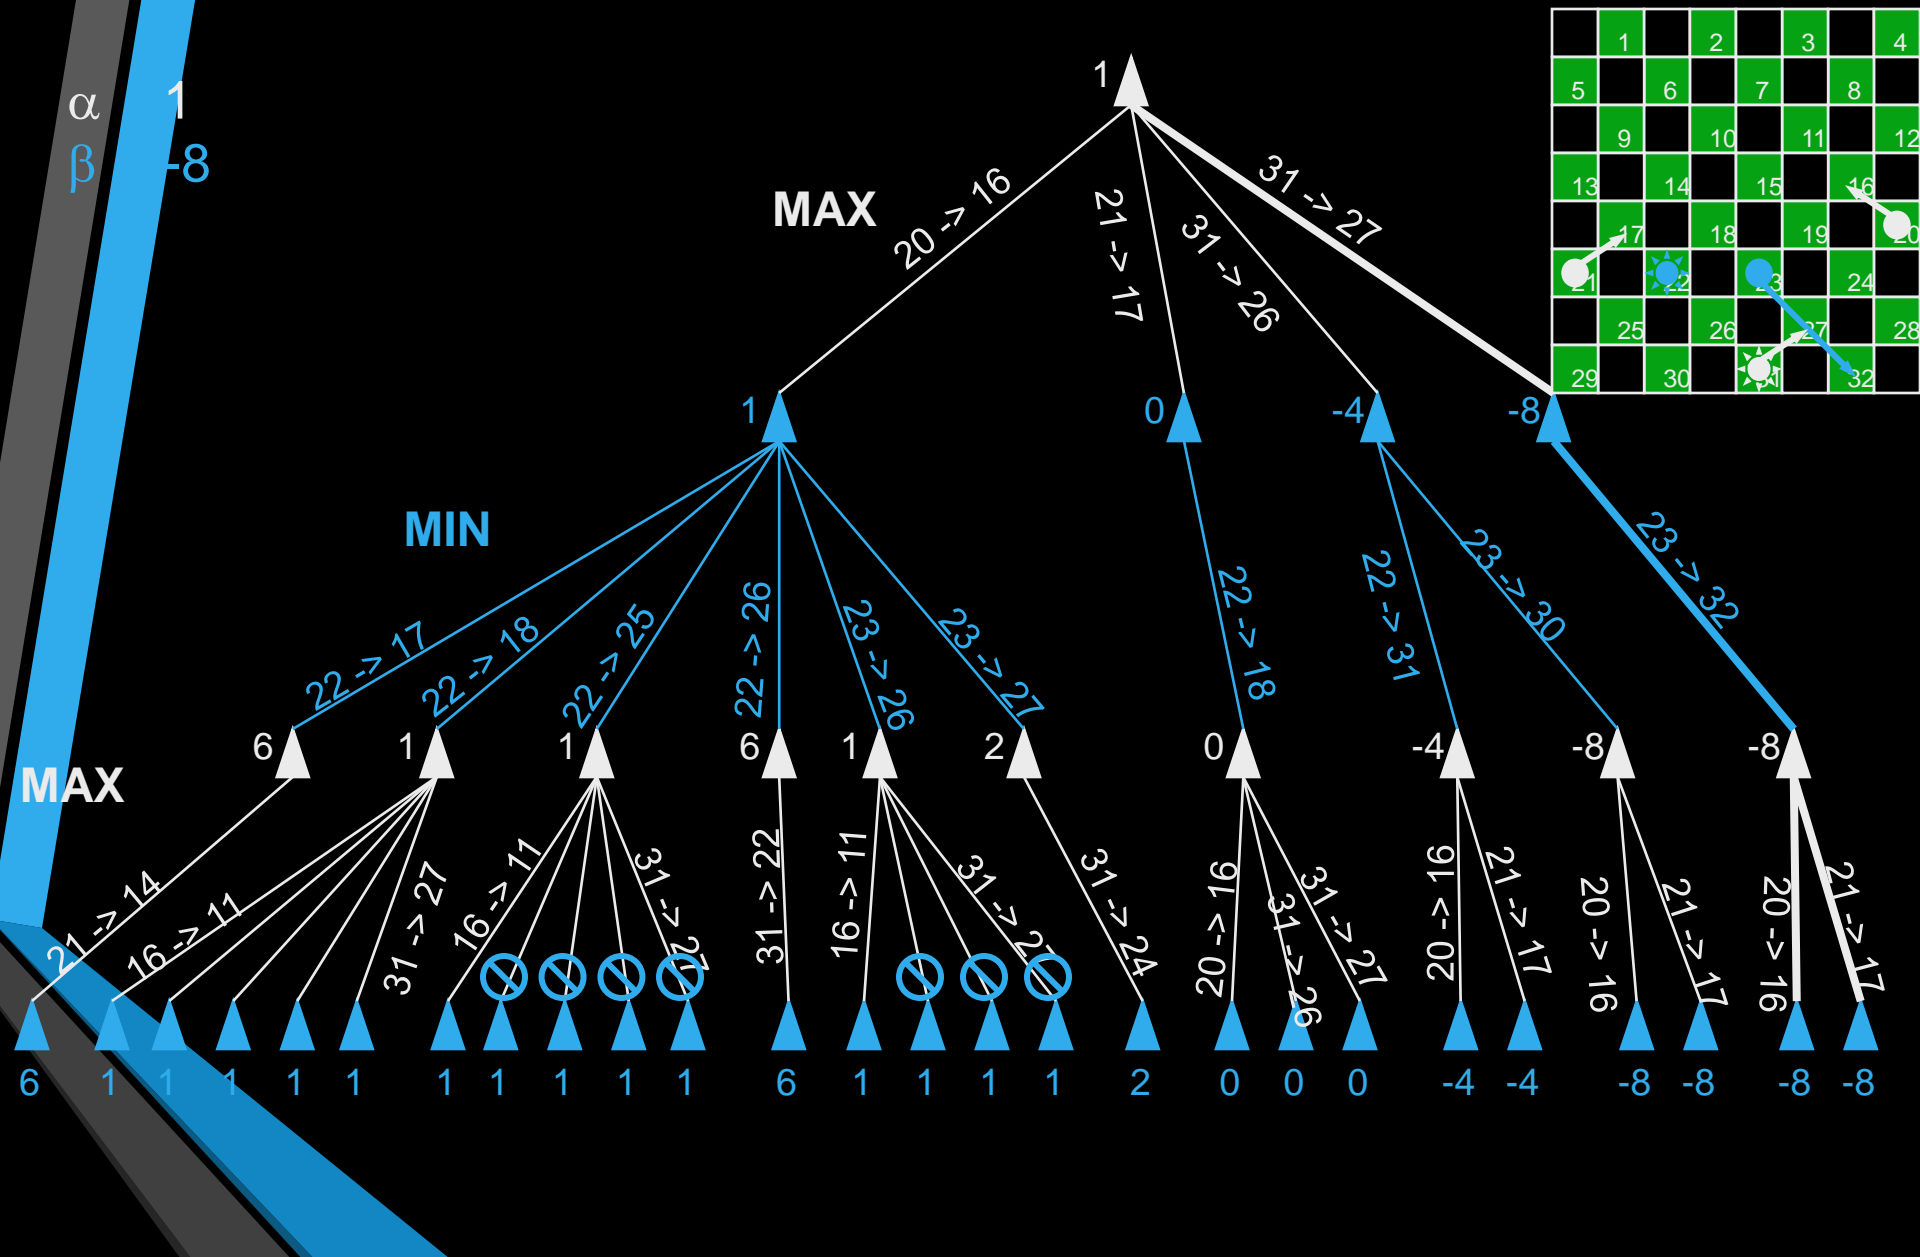 α 1
β -8
1
MAX
20 -> 16
21 -> 17
31 -> 26
31 -> 27
1 2 3 4
5 6 7 8
9 10 11 12
13 14 15 16
17 18 19 20
21 22 23 24
25 26 27 28
29 30 31 32
1 0 -4 -8
MIN
22 -> 17
22 -> 18
22 -> 25
22 -> 26
23 -> 26
23 -> 27
22 -> 18
22 -> 31
23 -> 30
23 -> 32
6 1 1 6 1 2 0 -4 -8 -8
MAX
21 -> 14
16 -> 11
31 -> 27
16 -> 11
31 -> 27
31 -> 22
16 -> 11
31 -> 27
31 -> 24
20 -> 16
31 -> 26
31 -> 27
20 -> 16
21 -> 17
20 -> 16
21 -> 17
20 -> 16
21 -> 17
6 1 1 1 1 1 1 1 1 1 1 6 1 1 1 1 2 0 0 0 -4 -4 -8 -8 -8 -8